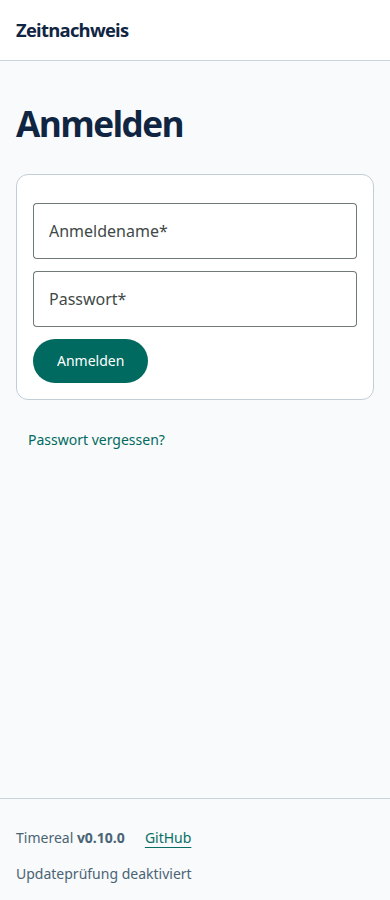 Zeitnachweis
Anmelden
Anmeldename*
Passwort*
Anmelden
Passwort vergessen?
Timereal v0.10.0 GitHub
Updateprüfung deaktiviert